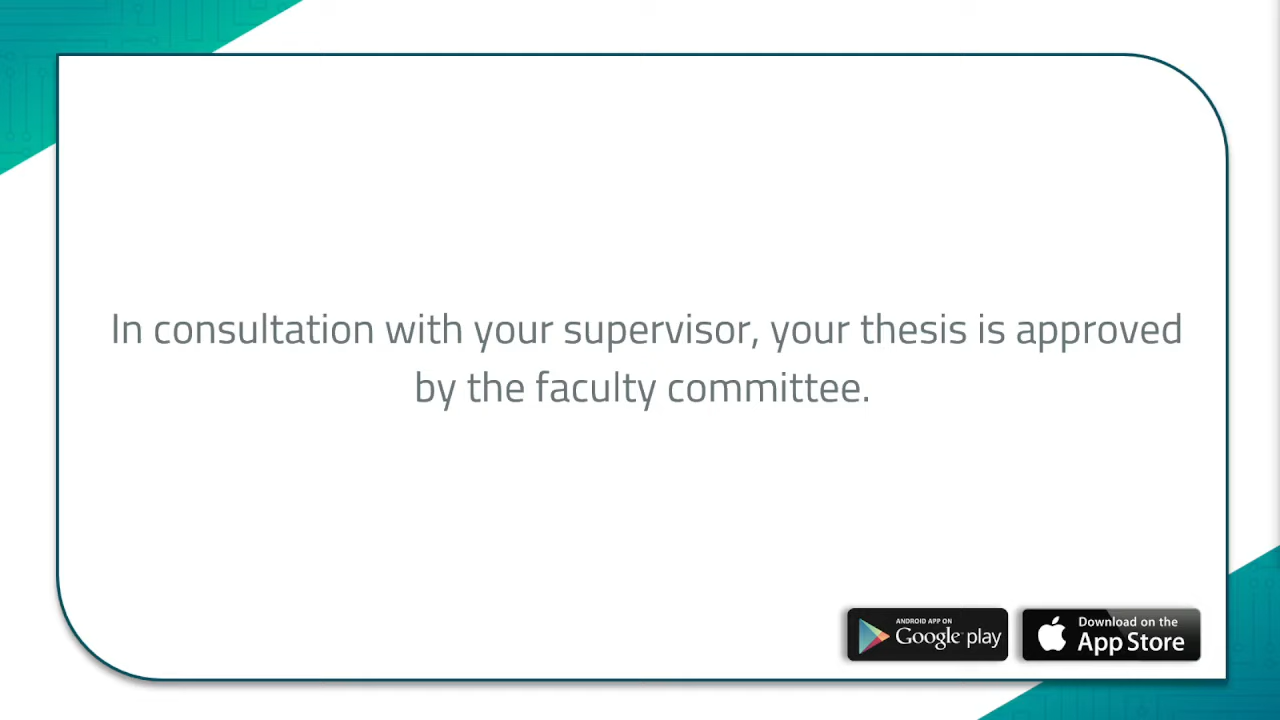 In consultation with your supervisor, your thesis is approved
by the faculty committee.
ANDROID APP ON
Google play
Download on the
App Store